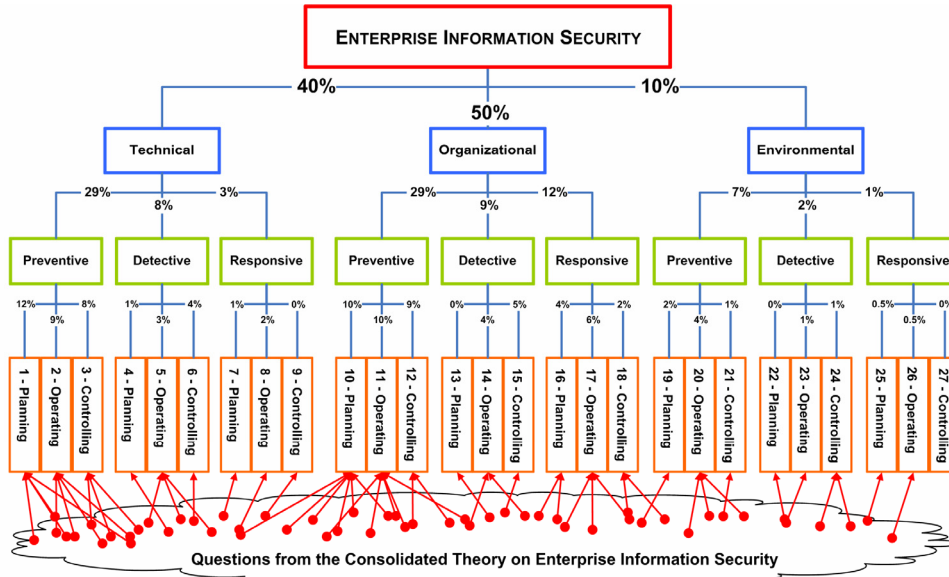 ENTERPRISE INFORMATION SECURITY
40%
10%
50%
Technical
Organizational
Environmental
29%
3%
8%
29%
12%
9%
7%
1%
2%
Preventive
Detective
Responsive
Preventive
Detective
Responsive
Preventive
Detective
Responsive
12%
8%
9%
1%
4%
3%
1%
0%
2%
10%
9%
10%
0%
5%
4%
4%
2%
6%
2%
1%
4%
0%
1%
1%
0.5%
0%
0.5%
1 - Planning
2 - Operating
3 - Controlling
4 - Planning
5 - Operating
6 - Controlling
7 - Planning
8 - Operating
9 - Controlling
10 - Planning
11 - Operating
12 - Controlling
13 - Planning
14 - Operating
15 - Controlling
16 - Planning
17 - Operating
18 - Controlling
19 - Planning
20 - Operating
21 - Controlling
22 - Planning
23 - Operating
24 - Controlling
25 - Planning
26 - Operating
27 - Controlling
Questions from the Consolidated Theory on Enterprise Information Security